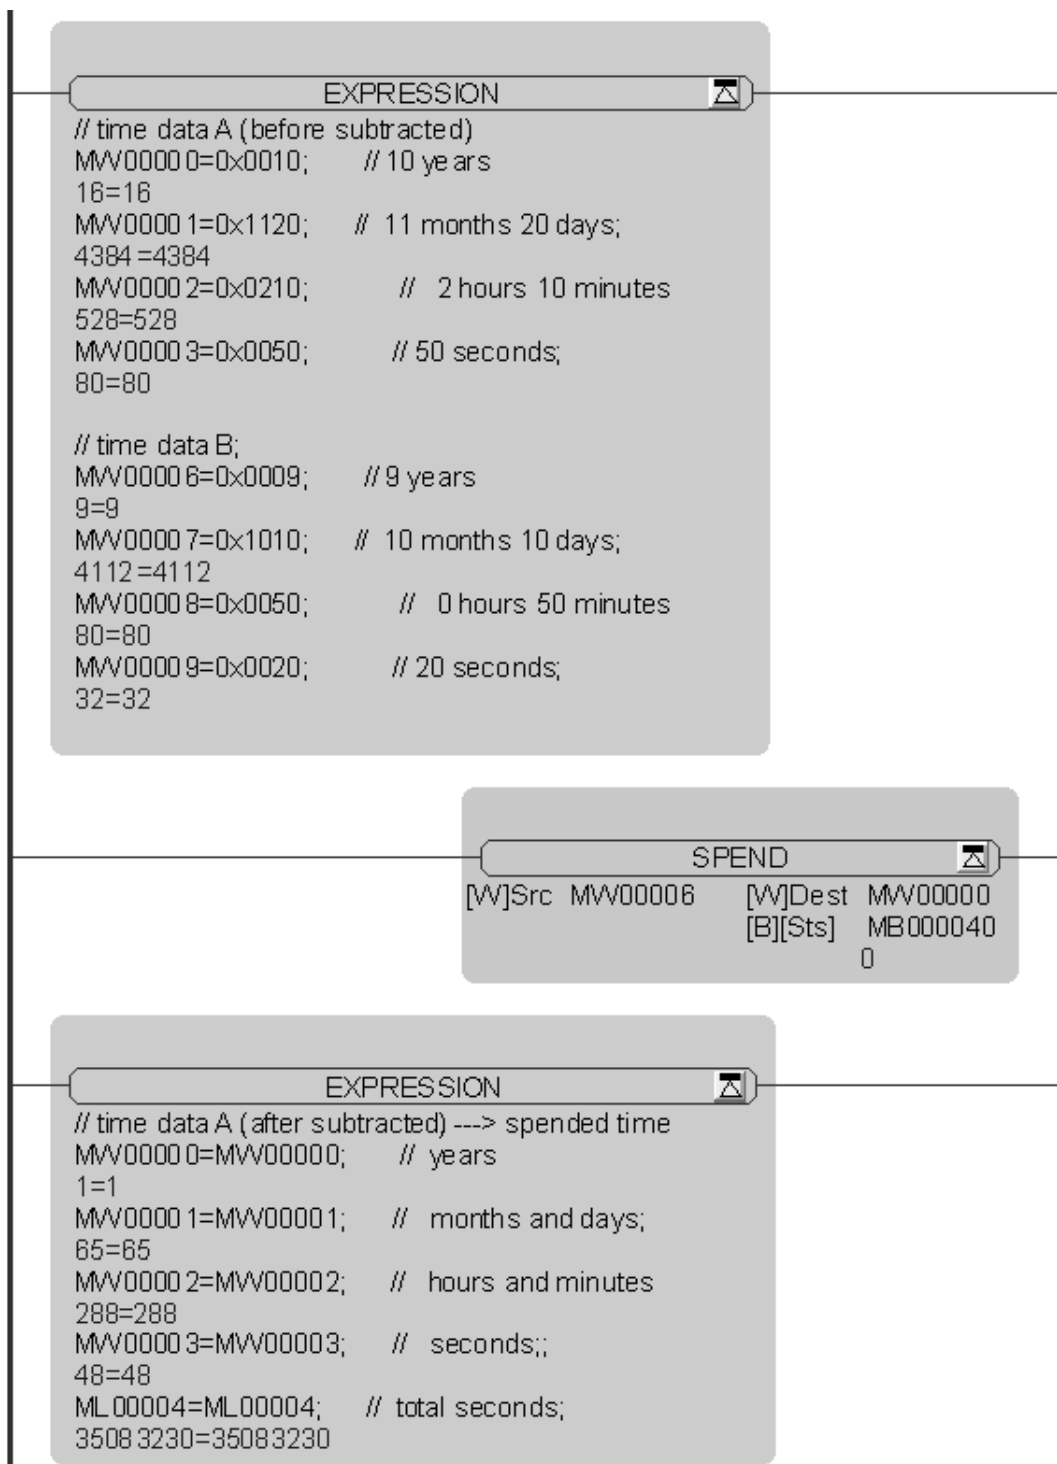 EXPRESSION
// time data A (before subtracted)
MW00000=0x0010; // 10 years
16=16
MW00001=0x1120; // 11 months 20 days;
4384=4384
MW00002=0x0210; // 2 hours 10 minutes
528=528
MW00003=0x0050; // 50 seconds;
80=80
// time data B;
MW00006=0x0009; // 9 years
9=9
MW00007=0x1010; // 10 months 10 days;
4112=4112
MW00008=0x0050; // 0 hours 50 minutes
80=80
MW00009=0x0020; // 20 seconds;
32=32
SPEND
[W]Src MW00006 [W]Dest MW00000
[B][Sts] MB000040
0
EXPRESSION
// time data A (after subtracted) ---> spended time
MW00000=MW00000; // years
1=1
MW00001=MW00001; // months and days;
65=65
MW00002=MW00002; // hours and minutes
288=288
MW00003=MW00003; // seconds;;
48=48
ML00004=ML00004; // total seconds;
35083230=35083230